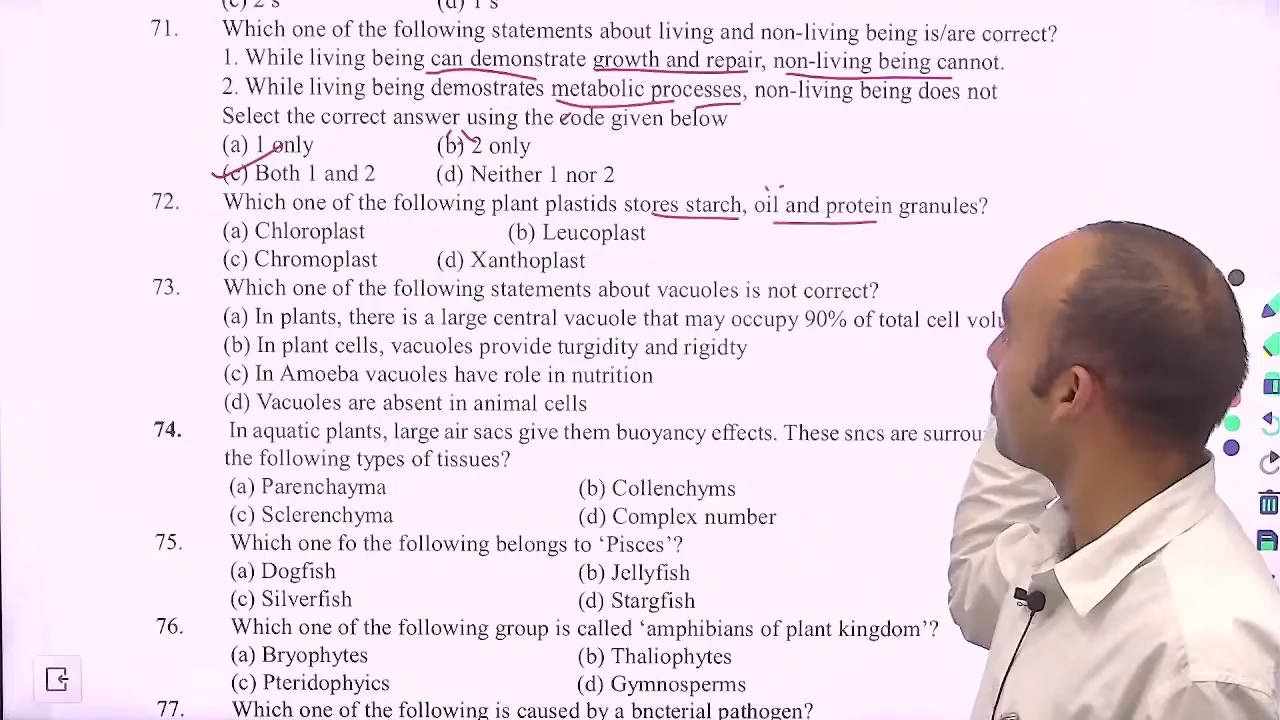 (c) 2 s (d) 1 s
71. Which one of the following statements about living and non-living being is/are correct?
1. While living being can demonstrate growth and repair, non-living being cannot.
2. While living being demostrates metabolic processes, non-living being does not
Select the correct answer using the code given below
(a) 1 only (b) 2 only
(c) Both 1 and 2 (d) Neither 1 nor 2
72. Which one of the following plant plastids stores starch, oil and protein granules?
(a) Chloroplast (b) Leucoplast
(c) Chromoplast (d) Xanthoplast
73. Which one of the following statements about vacuoles is not correct?
(a) In plants, there is a large central vacuole that may occupy 90% of total cell
(b) In plant cells, vacuoles provide turgidity and rigidty
(c) In Amoeba vacuoles have role in nutrition
(d) Vacuoles are absent in animal cells
74. In aquatic plants, large air sacs give them buoyancy effects. These sncs are
the following types of tissues?
(a) Parenchayma (b) Collenchyms
(c) Sclerenchyma (d) Complex number
75. Which one fo the following belongs to ‘Pisces’?
(a) Dogfish (b) Jellyfish
(c) Silverfish (d) Stargfish
76. Which one of the following group is called ‘amphibians of plant kingdom’?
(a) Bryophytes (b) Thaliophytes
(c) Pteridophyics (d) Gymnosperms
77. Which one of the following is caused by a bncterial pathogen?